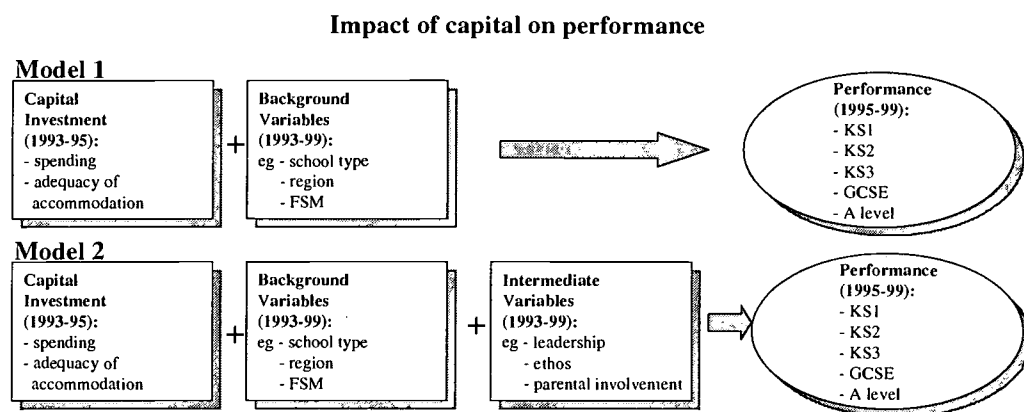 Impact of capital on performance
Model 1
Capital
Investment
(1993-95):
- spending
- adequacy of
accommodation
+
Background
Variables
(1993-99):
eg - school type
- region
- FSM
Performance
(1995-99):
- KS1
- KS2
- KS3
- GCSE
- A level
Model 2
Capital
Investment
(1993-95):
- spending
- adequacy of
accommodation
+
Background
Variables
(1993-99):
eg - school type
- region
- FSM
+
Intermediate
Variables
(1993-99):
eg - leadership
- ethos
- parental involvement
Performance
(1995-99):
- KS1
- KS2
- KS3
- GCSE
- A level